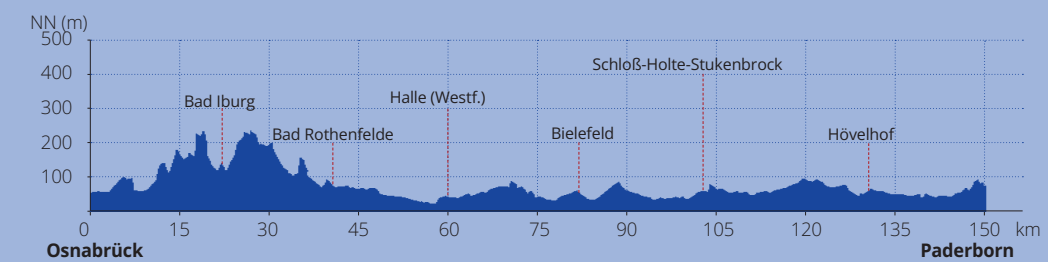 NN (m)
500
400
300
200
100
Schloß-Holte-Stukenbrock
Bad Iburg
Halle (Westf.)
Bad Rothenfelde
Bielefeld
Hövelhof
0 15 30 45 60 75 90 105 120 135 150 km
Osnabrück Paderborn